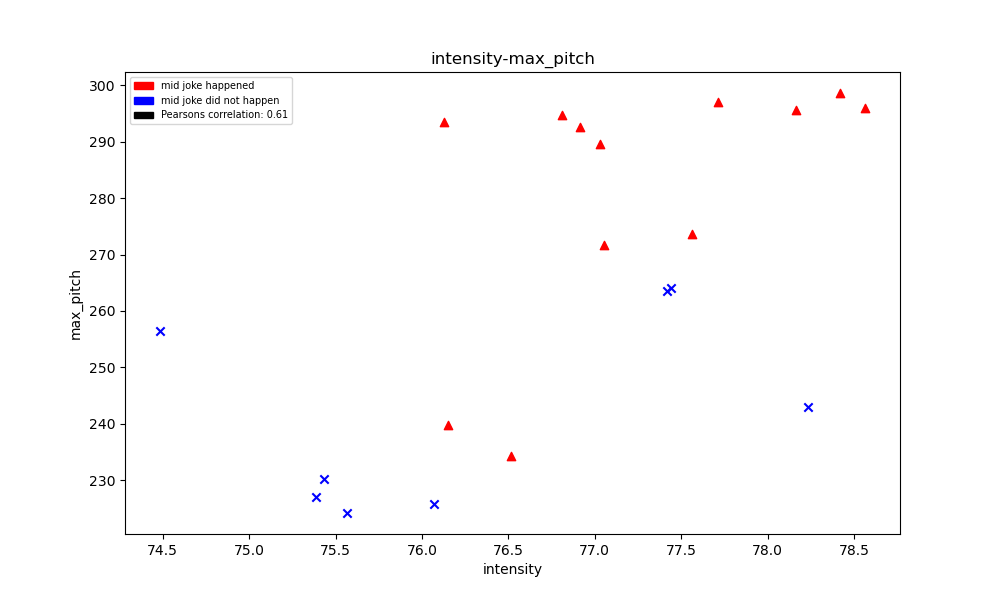 intensity-max_pitch
mid joke happened
mid joke did not happen
Pearsons correlation: 0.61
300
290
280
270
260
250
240
230
max_pitch
74.5 75.0 75.5 76.0 76.5 77.0 77.5 78.0 78.5
intensity